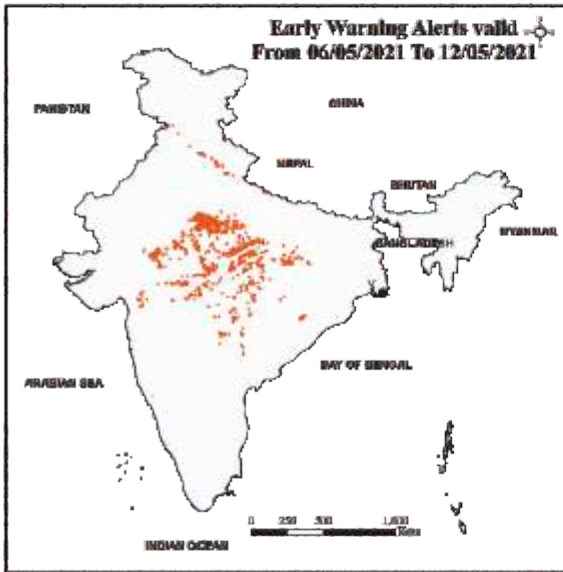 Early Warning Alerts valid
From 06/05/2021 To 12/05/2021
PAKISTAN
CHINA
NEPAL
BHUTAN
MYANMAR
BANGLADESH
BAY OF BENGAL
ARABIAN SEA
0 250 500 1,000
INDIAN OCEAN